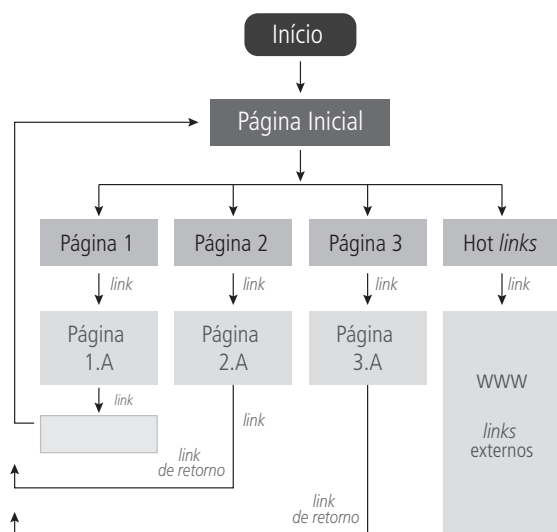 Início
Página Inicial
Página 1
Página 2
Página 3
Hot links
link
link
link
link
Página
1.A
Página
2.A
Página
3.A
www
links
externos
link
link
link
de retorno
link
de retorno